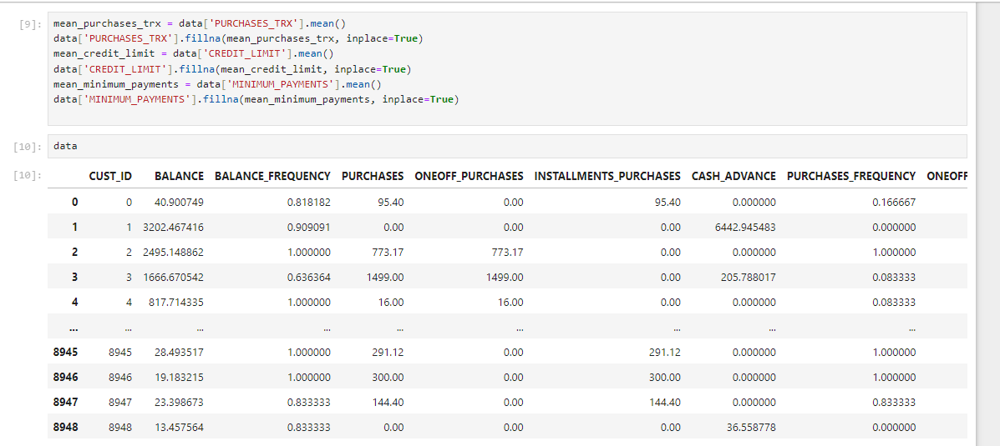 [9]: mean_purchases_trx = data['PURCHASES_TRX'].mean()
data['PURCHASES_TRX'].fillna(mean_purchases_trx, inplace=True)
mean_credit_limit = data['CREDIT_LIMIT'].mean()
data['CREDIT_LIMIT'].fillna(mean_credit_limit, inplace=True)
mean_minimum_payments = data['MINIMUM_PAYMENTS'].mean()
data['MINIMUM_PAYMENTS'].fillna(mean_minimum_payments, inplace=True)
[10]: data
[10]: CUST_ID BALANCE BALANCE_FREQUENCY PURCHASES ONEOFF_PURCHASES INSTALLMENTS_PURCHASES CASH_ADVANCE PURCHASES_FREQUENCY ONEOFF
0 0 40.900749 0.818182 95.40 0.00 95.40 0.000000 0.166667
1 1 3202.467416 0.909091 0.00 0.00 0.00 6442.945483 0.000000
2 2 2495.148862 1.000000 773.17 773.17 0.00 0.000000 1.000000
3 3 1666.670542 0.636364 1499.00 1499.00 0.00 205.788017 0.083333
4 4 817.714335 1.000000 16.00 16.00 0.00 0.000000 0.083333
... ... ... ... ... ... ... ... ...
8945 8945 28.493517 1.000000 291.12 0.00 291.12 0.000000 1.000000
8946 8946 19.183215 1.000000 300.00 0.00 300.00 0.000000 1.000000
8947 8947 23.398673 0.833333 144.40 0.00 144.40 0.000000 0.833333
8948 8948 13.457564 0.833333 0.00 0.00 0.00 36.558778 0.000000